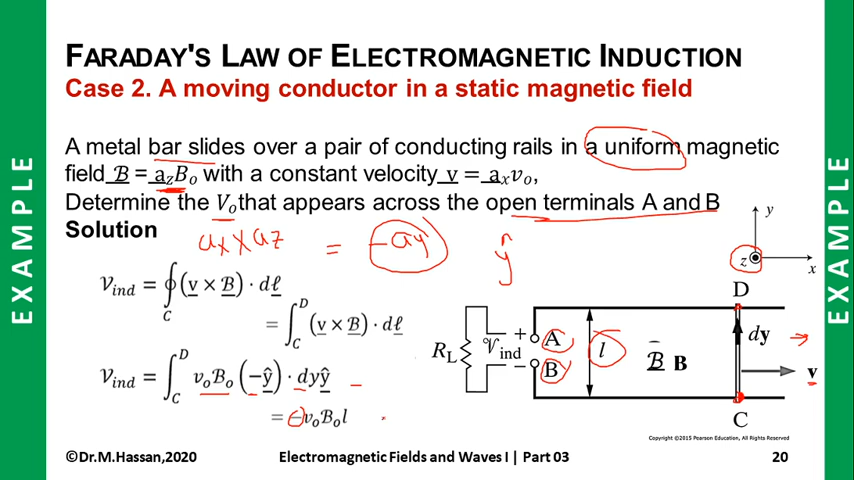 FARADAY'S LAW OF ELECTROMAGNETIC INDUCTION
Case 2. A moving conductor in a static magnetic field
A metal bar slides over a pair of conducting rails in a uniform magnetic
field ℬ = a_zB_o with a constant velocity v = a_xv_o,
Determine the V_o that appears across the open terminals A and B
Solution
a_x × a_z = −a_y
ŷ
𝒱_ind = ∮_C (v × ℬ) · dℓ
= ∫_C^D (v × ℬ) · dℓ
𝒱_ind = ∫_C^D v_oB_o (−ŷ) · dyŷ
= −v_oB_ol
y
z
x
D
R_L
+
𝒱_ind
−
A
B
l
ℬ B
dy
v
C
Copyright ©2015 Pearson Education, All Rights Reserved
©Dr.M.Hassan,2020
Electromagnetic Fields and Waves I | Part 03
20
EXAMPLE
EXAMPLE